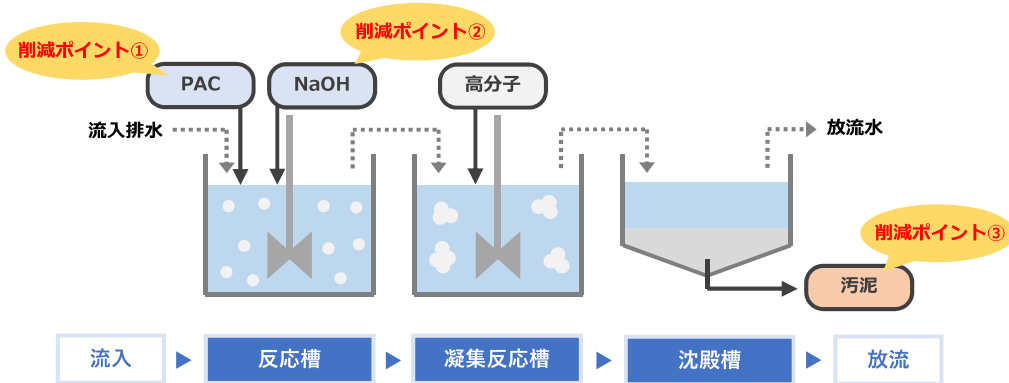 削減ポイント①
削減ポイント②
PAC
NaOH
高分子
流入排水
放流水
削減ポイント③
汚泥
流入
反応槽
凝集反応槽
沈殿槽
放流